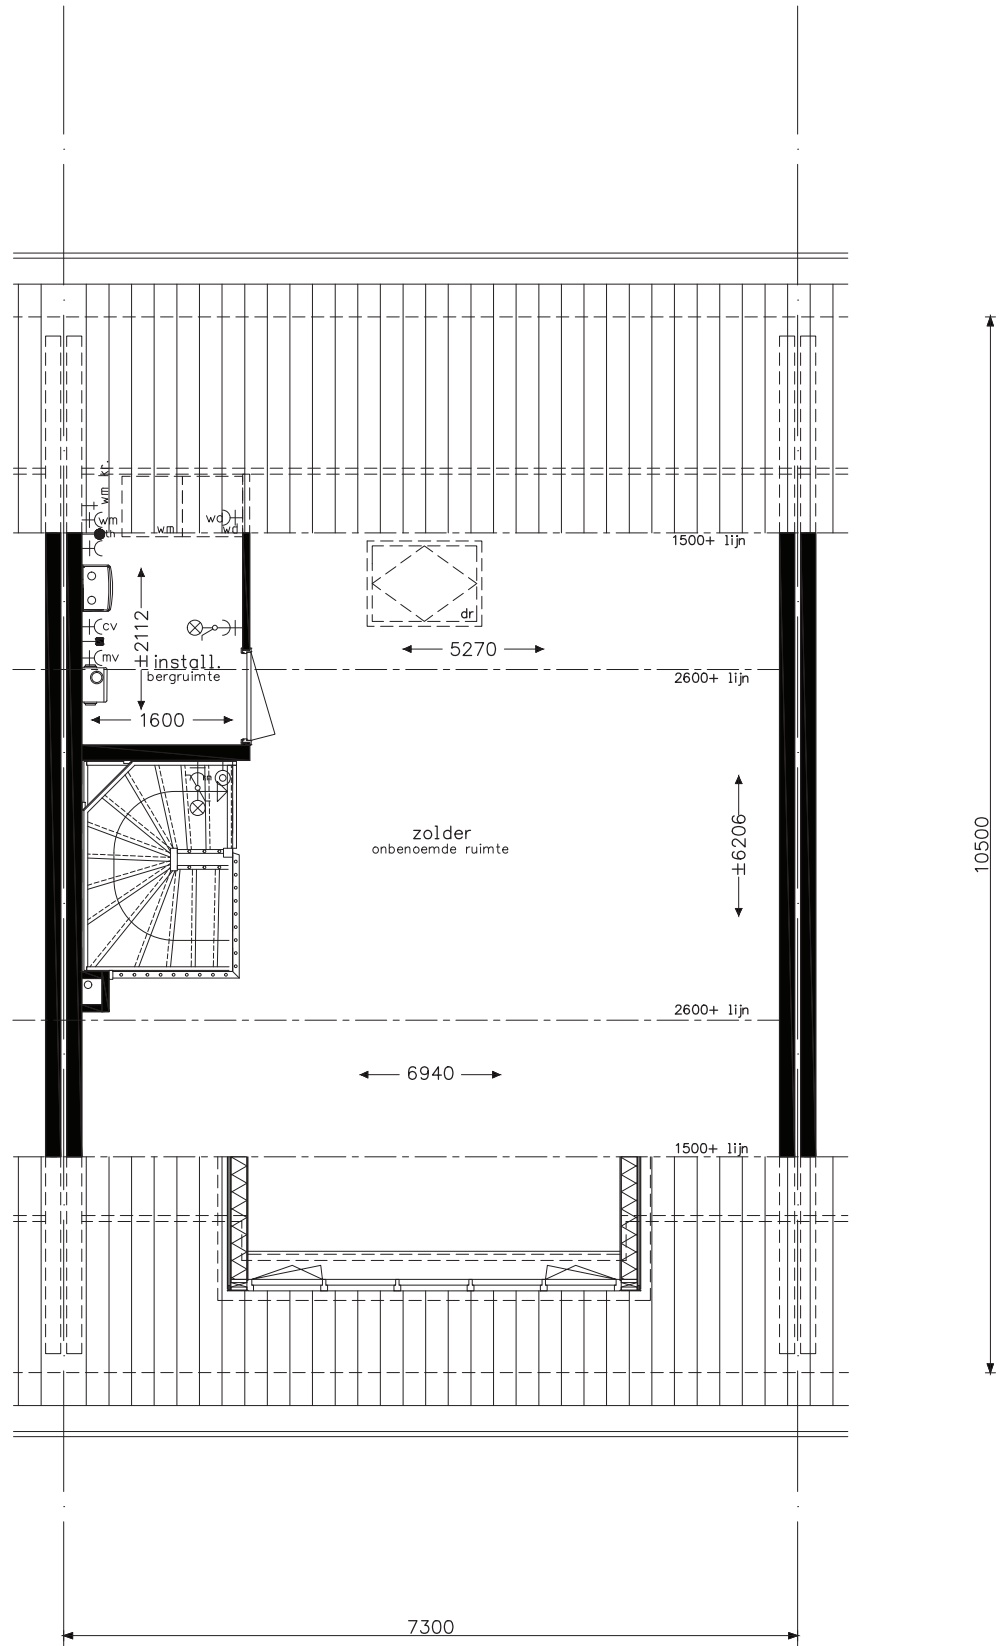 wm kr.
wm
wm
wd
wd
1500+ lijn
dr
cv
±2112
5270
mv
install.
bergruimte
2600+ lijn
1600
zolder
onbenoemde ruimte
±6206
10500
2600+ lijn
6940
1500+ lijn
7300